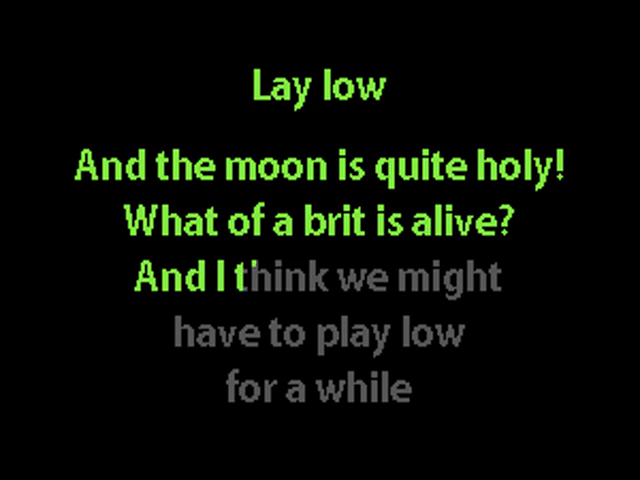 Lay low
And the moon is quite holy!
What of a brit is alive?
And I think we might
have to play low
for a while